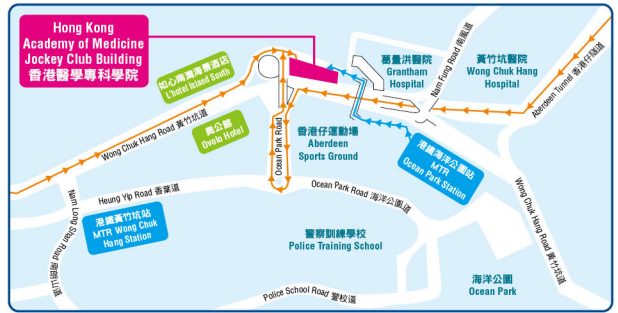 Hong Kong
Academy of Medicine
Jockey Club Building
香港醫學專科學院
如心南灣海景酒店
L'hotel Island South
奧公館
Ovolo Hotel
Wong Chuk Hang Road 黃竹坑道
葛量洪醫院
Grantham
Hospital
Nam Fung Road 南風道
黃竹坑醫院
Wong Chuk Hang
Hospital
Aberdeen Tunnel 香港仔隧道
香港仔運動場
Aberdeen
Sports Ground
Ocean Park Road
港鐵海洋公園站
MTR
Ocean Park Station
Heung Yip Road 香葉道
Ocean Park Road 海洋公園道
Wong Chuk Hang Road 黃竹坑道
Nam Long Shan Road 南朗山道
港鐵黃竹坑站
MTR Wong Chuk
Hang Station
警察訓練學校
Police Training School
海洋公園
Ocean Park
Police School Road 警校道